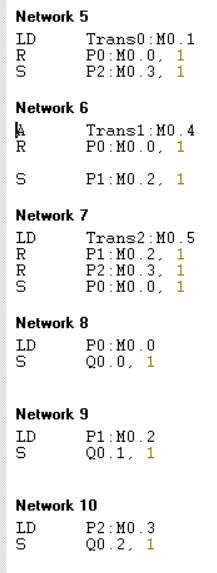 Network 5
LD Trans0:M0.1
R P0:M0.0, 1
S P2:M0.3, 1
Network 6
A Trans1:M0.4
R P0:M0.0, 1
S P1:M0.2, 1
Network 7
LD Trans2:M0.5
R P1:M0.2, 1
R P2:M0.3, 1
S P0:M0.0, 1
Network 8
LD P0:M0.0
S Q0.0, 1
Network 9
LD P1:M0.2
S Q0.1, 1
Network 10
LD P2:M0.3
S Q0.2, 1